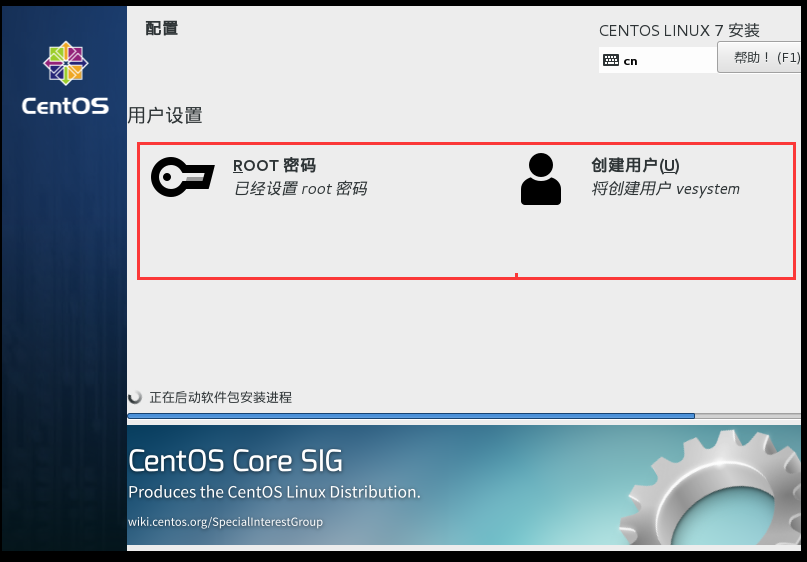 配置
CENTOS LINUX 7 安装
cn
帮助！ (F1)
CentOS
用户设置
ROOT 密码
已经设置 root 密码
创建用户(U)
将创建用户 vesystem
正在启动软件包安装进程
CentOS Core SIG
Produces the CentOS Linux Distribution.
wiki.centos.org/SpecialInterestGroup